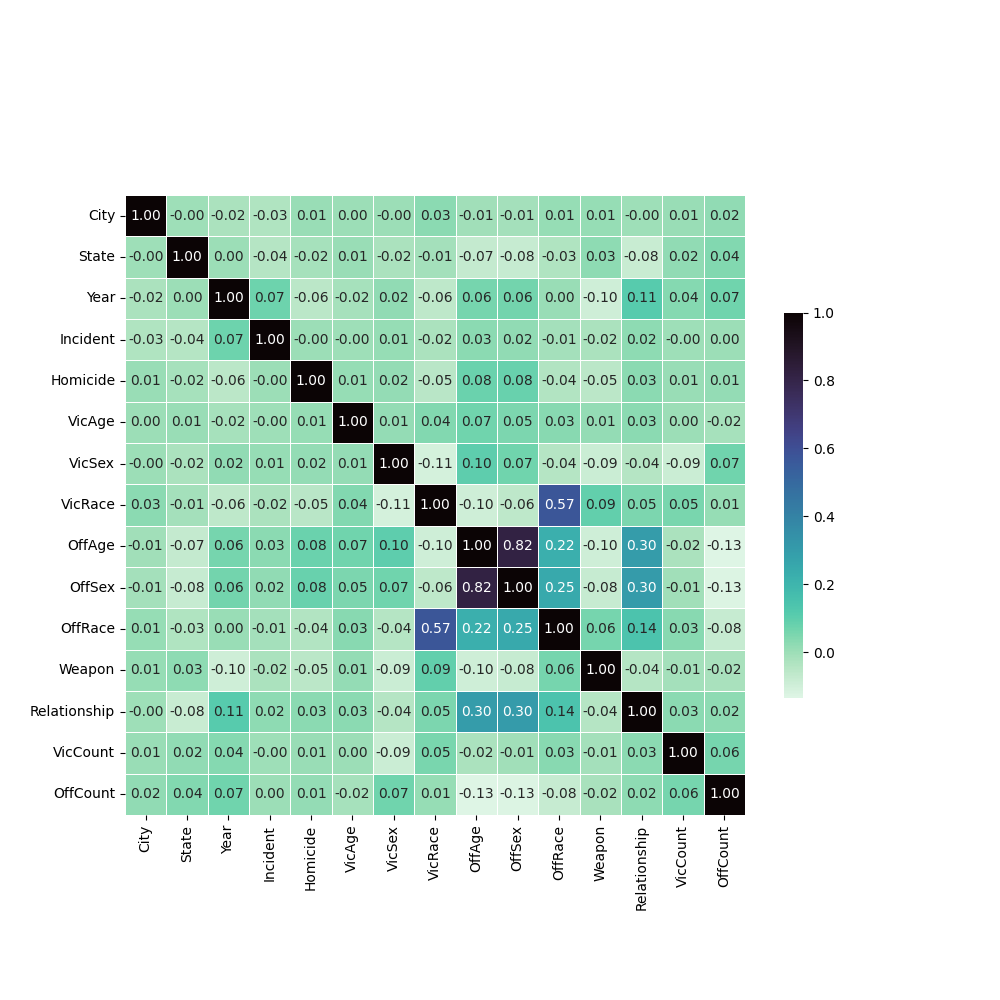 City 1.00 -0.00 -0.02 -0.03 0.01 0.00 -0.00 0.03 -0.01 -0.01 0.01 0.01 -0.00 0.01 0.02
State -0.00 1.00 0.00 -0.04 -0.02 0.01 -0.02 -0.01 -0.07 -0.08 -0.03 0.03 -0.08 0.02 0.04
Year -0.02 0.00 1.00 0.07 -0.06 -0.02 0.02 -0.06 0.06 0.06 0.00 -0.10 0.11 0.04 0.07
Incident -0.03 -0.04 0.07 1.00 -0.00 -0.00 0.01 -0.02 0.03 0.02 -0.01 -0.02 0.02 -0.00 0.00
Homicide 0.01 -0.02 -0.06 -0.00 1.00 0.01 0.02 -0.05 0.08 0.08 -0.04 -0.05 0.03 0.01 0.01
VicAge 0.00 0.01 -0.02 -0.00 0.01 1.00 0.01 0.04 0.07 0.05 0.03 0.01 0.03 0.00 -0.02
VicSex -0.00 -0.02 0.02 0.01 0.02 0.01 1.00 -0.11 0.10 0.07 -0.04 -0.09 -0.04 -0.09 0.07
VicRace 0.03 -0.01 -0.06 -0.02 -0.05 0.04 -0.11 1.00 -0.10 -0.06 0.57 0.09 0.05 0.05 0.01
OffAge -0.01 -0.07 0.06 0.03 0.08 0.07 0.10 -0.10 1.00 0.82 0.22 -0.10 0.30 -0.02 -0.13
OffSex -0.01 -0.08 0.06 0.02 0.08 0.05 0.07 -0.06 0.82 1.00 0.25 -0.08 0.30 -0.01 -0.13
OffRace 0.01 -0.03 0.00 -0.01 -0.04 0.03 -0.04 0.57 0.22 0.25 1.00 0.06 0.14 0.03 -0.08
Weapon 0.01 0.03 -0.10 -0.02 -0.05 0.01 -0.09 0.09 -0.10 -0.08 0.06 1.00 -0.04 -0.01 -0.02
Relationship -0.00 -0.08 0.11 0.02 0.03 0.03 -0.04 0.05 0.30 0.30 0.14 -0.04 1.00 0.03 0.02
VicCount 0.01 0.02 0.04 -0.00 0.01 0.00 -0.09 0.05 -0.02 -0.01 0.03 -0.01 0.03 1.00 0.06
OffCount 0.02 0.04 0.07 0.00 0.01 -0.02 0.07 0.01 -0.13 -0.13 -0.08 -0.02 0.02 0.06 1.00
City State Year Incident Homicide VicAge VicSex VicRace OffAge OffSex OffRace Weapon Relationship VicCount OffCount
1.0
0.8
0.6
0.4
0.2
0.0